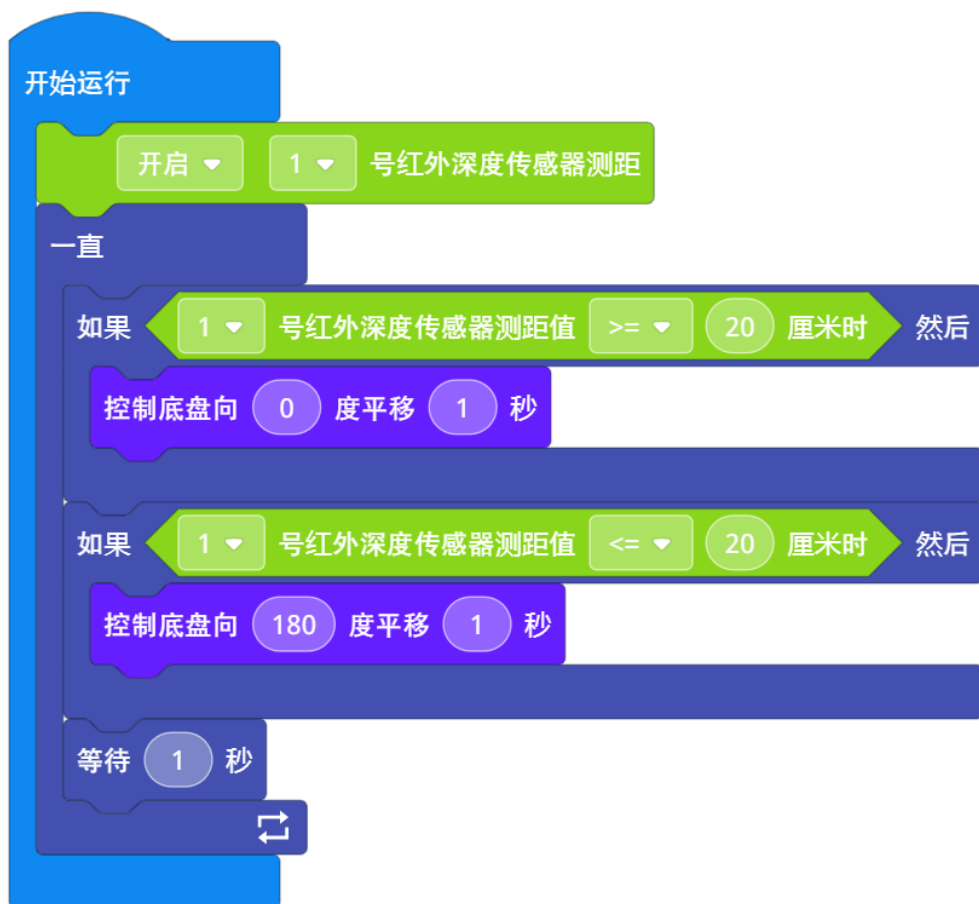 开始运行
开启 1 号红外深度传感器测距
一直
如果 1 号红外深度传感器测距值 >= 20 厘米时 然后
控制底盘向 0 度平移 1 秒
如果 1 号红外深度传感器测距值 <= 20 厘米时 然后
控制底盘向 180 度平移 1 秒
等待 1 秒